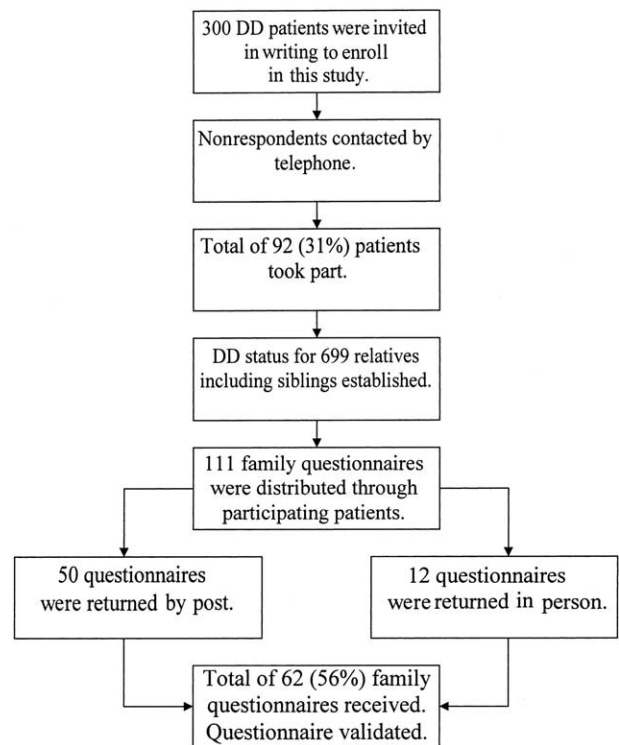 300 DD patients were invited
in writing to enroll
in this study.
Nonrespondents contacted by
telephone.
Total of 92 (31%) patients
took part.
DD status for 699 relatives
including siblings established.
111 family questionnaires
were distributed through
participating patients.
50 questionnaires
were returned by post.
12 questionnaires
were returned in person.
Total of 62 (56%) family
questionnaires received.
Questionnaire validated.